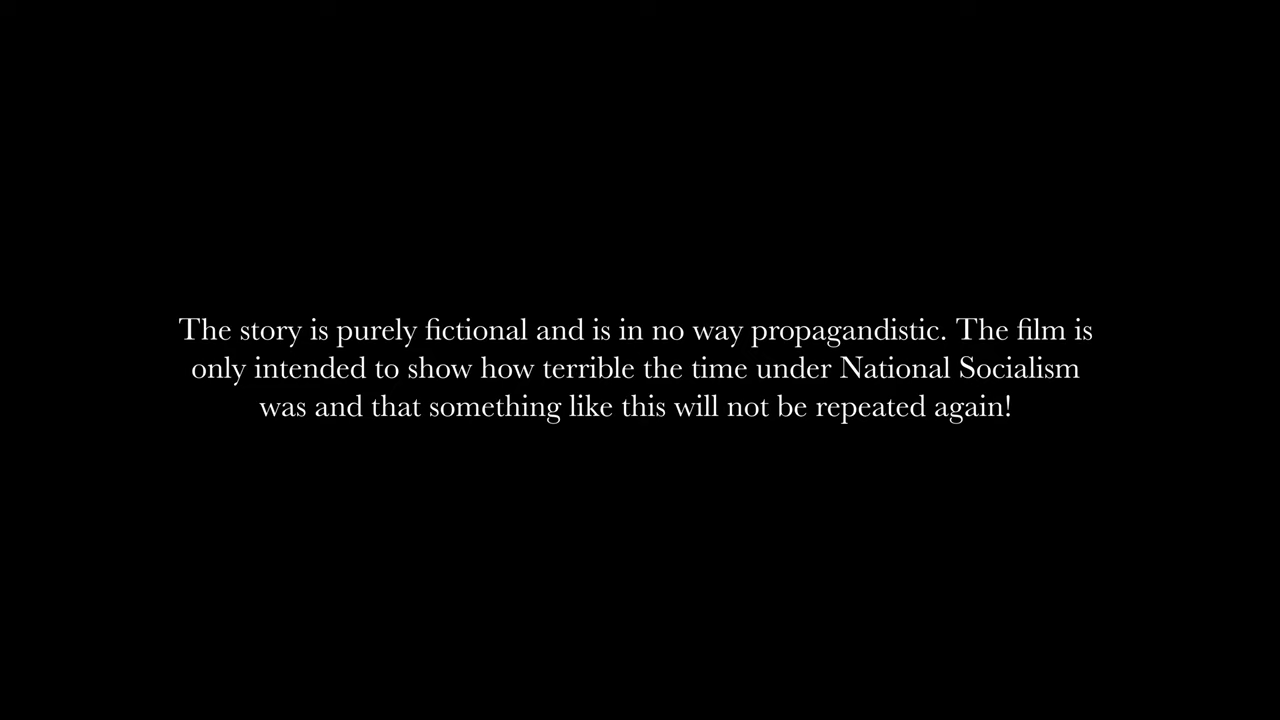 The story is purely fictional and is in no way propagandistic. The film is
only intended to show how terrible the time under National Socialism
was and that something like this will not be repeated again!